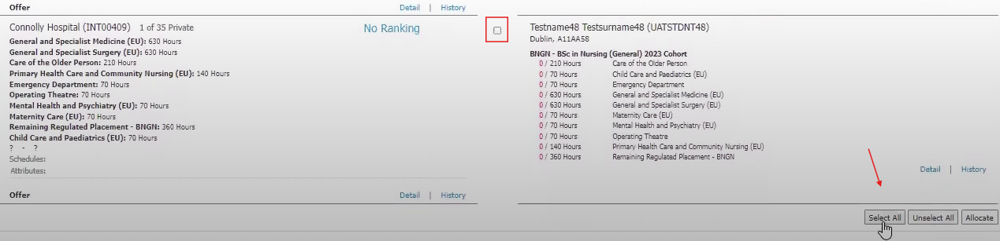 Offer Detail | History
Connolly Hospital (INT00409) 1 of 35 Private No Ranking
General and Specialist Medicine (EU): 630 Hours
General and Specialist Surgery (EU): 630 Hours
Care of the Older Person: 210 Hours
Primary Health Care and Community Nursing (EU): 140 Hours
Emergency Department: 70 Hours
Operating Theatre: 70 Hours
Mental Health and Psychiatry (EU): 70 Hours
Maternity Care (EU): 70 Hours
Remaining Regulated Placement - BNGN: 360 Hours
Child Care and Paediatrics (EU): 70 Hours
? - ?
Schedules:
Attributes:
Offer Detail | History
Testname48 Testsurname48 (UATSTDNT48)
Dublin, A11AA58
BNGN - BSc in Nursing (General) 2023 Cohort
0 / 210 Hours Care of the Older Person
0 / 70 Hours Child Care and Paediatrics (EU)
0 / 70 Hours Emergency Department
0 / 630 Hours General and Specialist Medicine (EU)
0 / 630 Hours General and Specialist Surgery (EU)
0 / 70 Hours Maternity Care (EU)
0 / 70 Hours Mental Health and Psychiatry (EU)
0 / 70 Hours Operating Theatre
0 / 140 Hours Primary Health Care and Community Nursing (EU)
0 / 360 Hours Remaining Regulated Placement - BNGN
Detail | History
Select All Unselect All Allocate